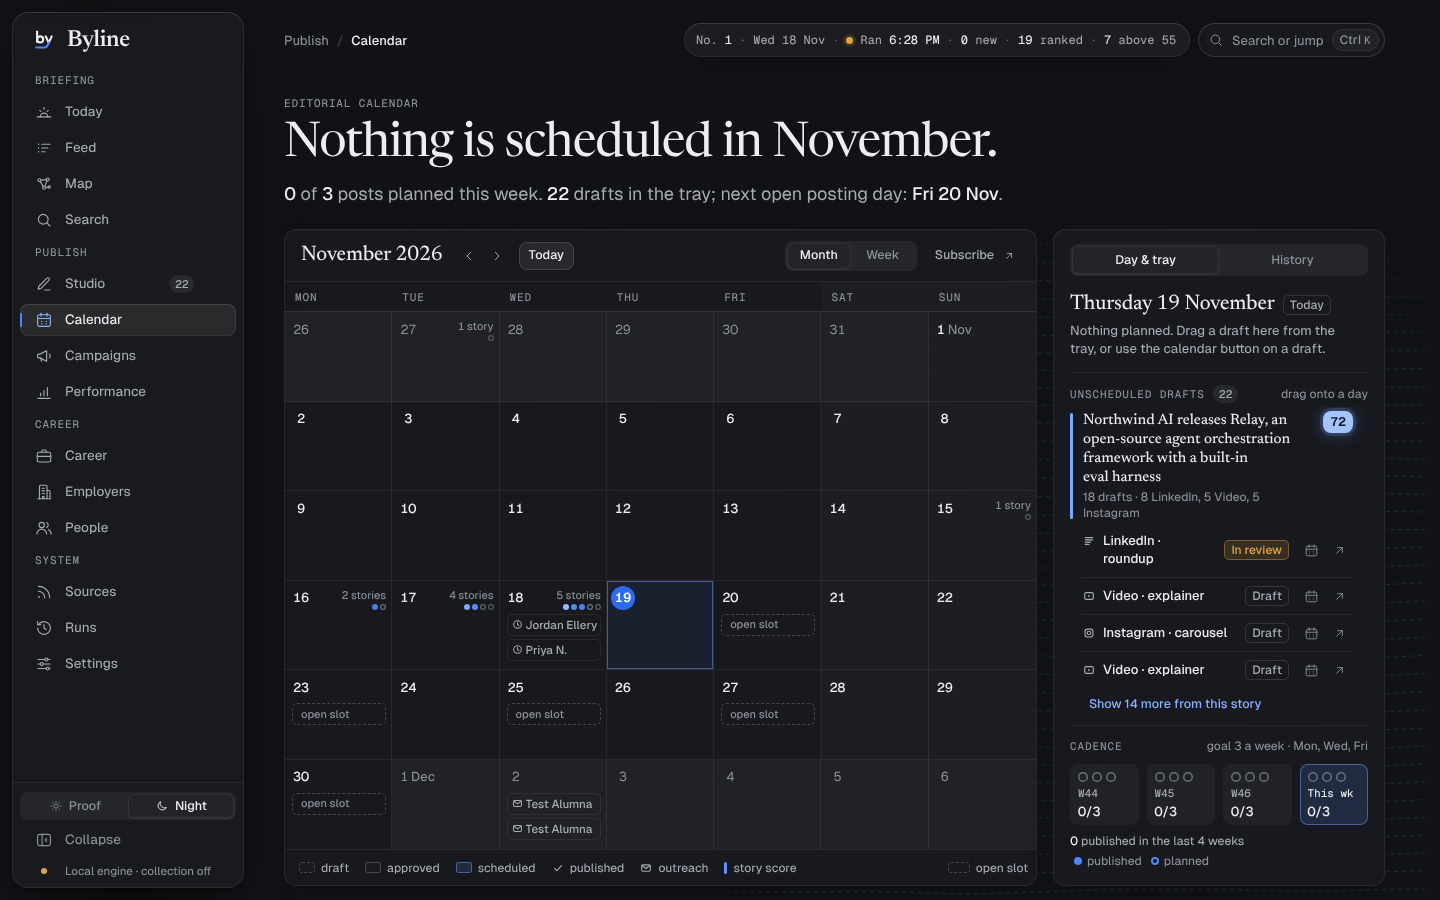 by Byline
BRIEFING
Today
Feed
Map
Search
PUBLISH
Studio 22
Calendar
Campaigns
Performance
CAREER
Career
Employers
People
SYSTEM
Sources
Runs
Settings
Proof Night
Collapse
Local engine · collection off
Publish / Calendar
No. 1 · Wed 18 Nov · Ran 6:28 PM · 0 new · 19 ranked · 7 above 55
Search or jump Ctrl K
EDITORIAL CALENDAR
Nothing is scheduled in November.
0 of 3 posts planned this week. 22 drafts in the tray; next open posting day: Fri 20 Nov.
November 2026 ‹ › Today Month Week Subscribe ↗
MON TUE WED THU FRI SAT SUN
26 27 1 story 28 29 30 31 1 Nov
2 3 4 5 6 7 8
9 10 11 12 13 14 15 1 story
16 2 stories 17 4 stories 18 5 stories 19 20 21 22
Jordan Ellery open slot
Priya N.
23 24 25 26 27 28 29
open slot open slot open slot
30 1 Dec 2 3 4 5 6
open slot Test Alumna
Test Alumna
draft approved scheduled published outreach story score open slot
Day & tray History
Thursday 19 November Today
Nothing planned. Drag a draft here from the
tray, or use the calendar button on a draft.
UNSCHEDULED DRAFTS 22 drag onto a day
Northwind AI releases Relay, an 72
open-source agent orchestration
framework with a built-in
eval harness
18 drafts · 8 LinkedIn, 5 Video, 5
Instagram
LinkedIn · In review
roundup
Video · explainer Draft
Instagram · carousel Draft
Video · explainer Draft
Show 14 more from this story
CADENCE goal 3 a week · Mon, Wed, Fri
W44 W45 W46 This wk
0/3 0/3 0/3 0/3
0 published in the last 4 weeks
published planned